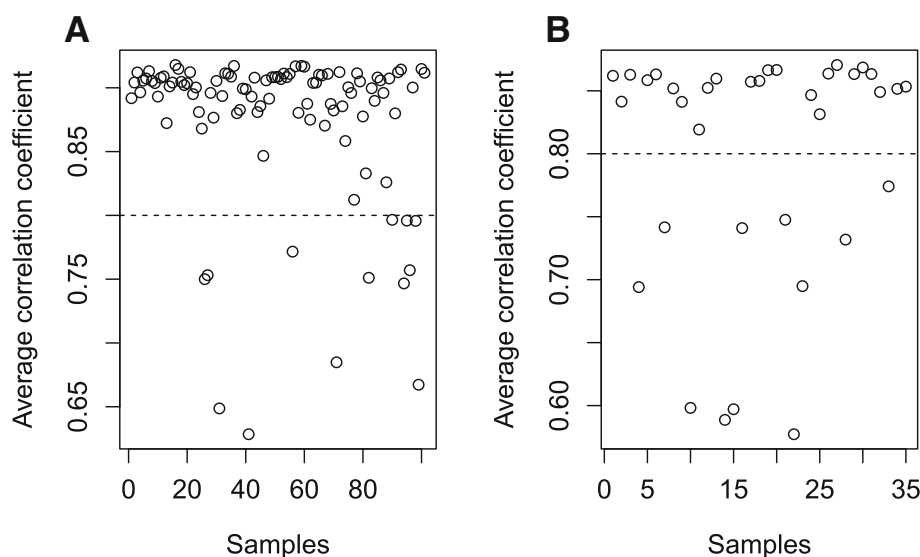 A
B
Average correlation coefficient
0.85
0.75
0.65
0 20 40 60 80
Samples
Average correlation coefficient
0.80
0.70
0.60
0 5 15 25 35
Samples